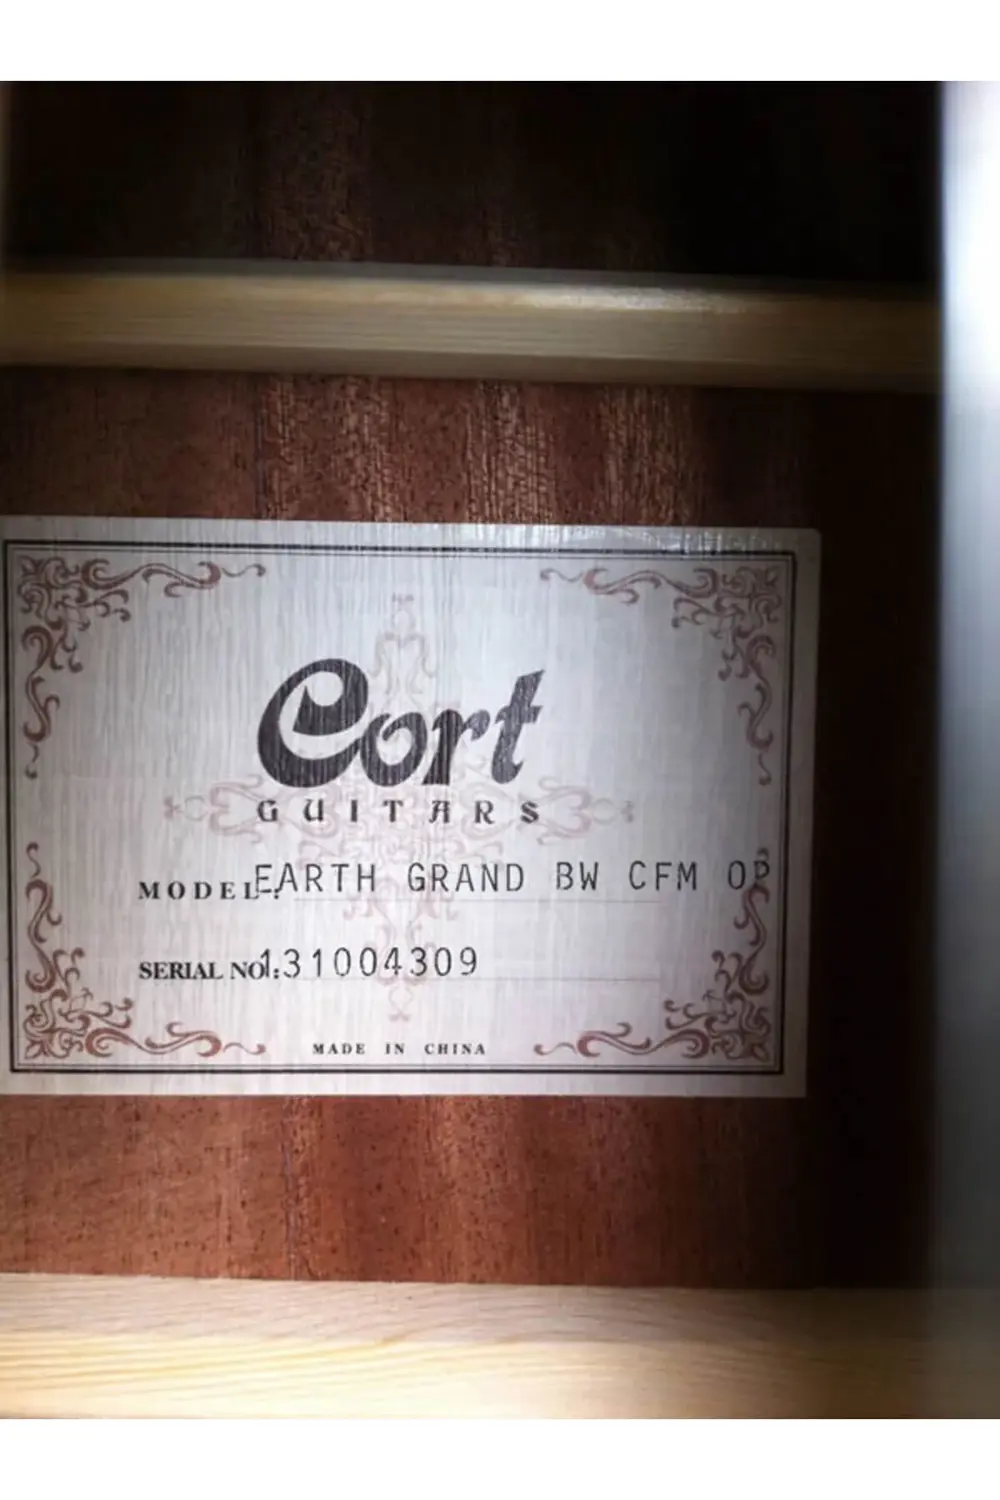 Cort
GUITARS
MODEL: EARTH GRAND BW CFM OP
SERIAL NO: 131004309
MADE IN CHINA